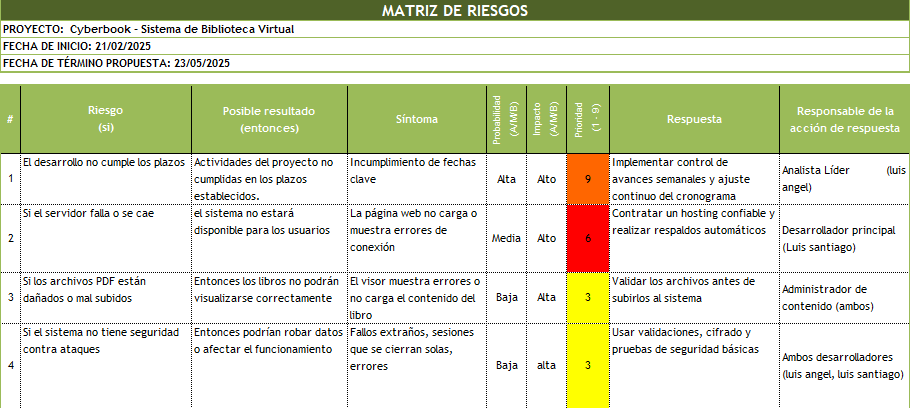 MATRIZ DE RIESGOS
PROYECTO: Cyberbook - Sistema de Biblioteca Virtual
FECHA DE INICIO: 21/02/2025
FECHA DE TÉRMINO PROPUESTA: 23/05/2025
#
Riesgo
(si)
Posible resultado
(entonces)
Síntoma
Probabilidad
(A/M/B)
Impacto
(A/M/B)
Prioridad
(1 - 9)
Respuesta
Responsable de la
acción de respuesta
1
El desarrollo no cumple los plazos
Actividades del proyecto no
cumplidas en los plazos
establecidos.
Incumplimiento de fechas
clave
Alta
Alto
9
Implementar control de
avances semanales y ajuste
continuo del cronograma
Analista Líder (luis
angel)
2
Si el servidor falla o se cae
el sistema no estará
disponible para los usuarios
La página web no carga o
muestra errores de
conexión
Media
Alto
6
Contratar un hosting confiable y
realizar respaldos automáticos
Desarrollador principal
(Luis santiago)
3
Si los archivos PDF están
dañados o mal subidos
Entonces los libros no podrán
visualizarse correctamente
El visor muestra errores o
no carga el contenido del
libro
Baja
Alta
3
Validar los archivos antes de
subirlos al sistema
Administrador de
contenido (ambos)
4
Si el sistema no tiene seguridad
contra ataques
Entonces podrían robar datos
o afectar el funcionamiento
Fallos extraños, sesiones
que se cierran solas,
errores
Baja
alta
3
Usar validaciones, cifrado y
pruebas de seguridad básicas
Ambos desarrolladores
(luis angel, luis santiago)